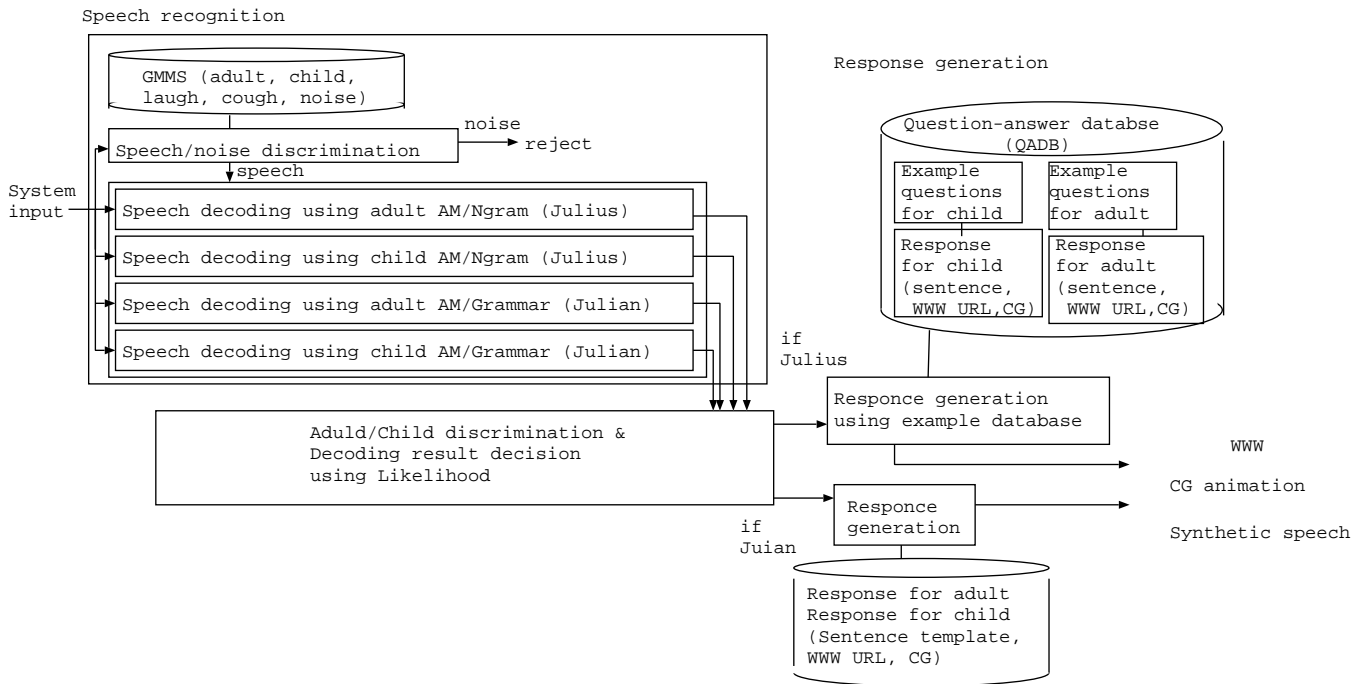 Speech recognition
GMMS (adult, child,
laugh, cough, noise)
noise
reject
Speech/noise discrimination
speech
System
input
Speech decoding using adult AM/Ngram (Julius)
Speech decoding using child AM/Ngram (Julius)
Speech decoding using adult AM/Grammar (Julian)
Speech decoding using child AM/Grammar (Julian)
Aduld/Child discrimination &
Decoding result decision
using Likelihood
Response generation
Question-answer databse
(QADB)
Example
questions
for child
Example
questions
for adult
Response
for child
(sentence,
WWW URL,CG)
Response
for adult
(sentence,
WWW URL,CG)
if
Julius
Responce generation
using example database
WWW
CG animation
Synthetic speech
if
Juian
Responce
generation
Response for adult
Response for child
(Sentence template,
WWW URL, CG)